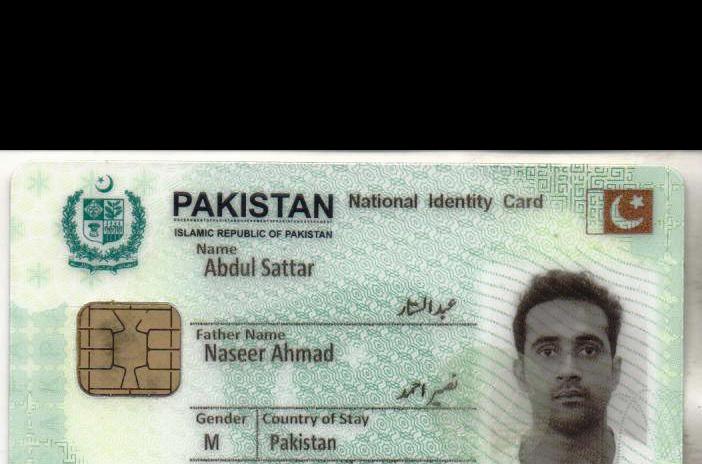 PAKISTAN National Identity Card
ISLAMIC REPUBLIC OF PAKISTAN
Name
Abdul Sattar
عبدالستار
Father Name
Naseer Ahmad
نصیر احمد
Gender Country of Stay
M Pakistan